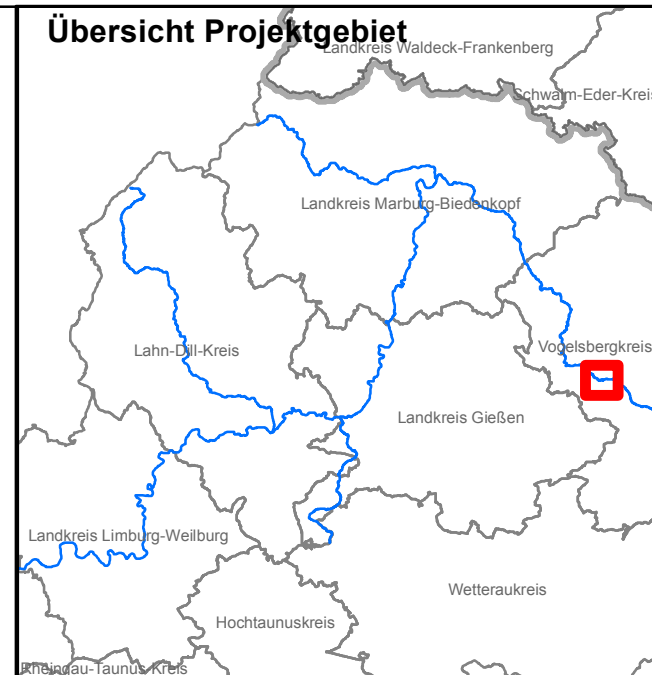 Übersicht Projektgebiet
Landkreis Waldeck-Frankenberg
Schwalm-Eder-Kreis
Landkreis Marburg-Biedenkopf
Vogelsbergkreis
Lahn-Dill-Kreis
Landkreis Gießen
Landkreis Limburg-Weilburg
Wetteraukreis
Hochtaunuskreis
Rheingau-Taunus-Kreis